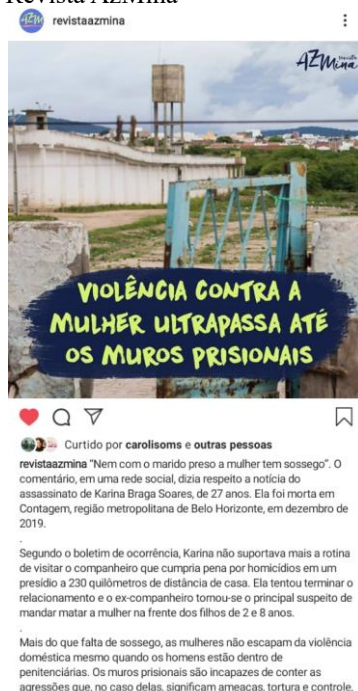 Revista AzMina
AZM
revistaazmina
AZMina
revista
VIOLÊNCIA CONTRA A
MULHER ULTRAPASSA ATÉ
OS MUROS PRISIONAIS
Curtido por carolisoms e outras pessoas
revistaazmina "Nem com o marido preso a mulher tem sossego". O
comentário, em uma rede social, dizia respeito a notícia do
assassinato de Karina Braga Soares, de 27 anos. Ela foi morta em
Contagem, região metropolitana de Belo Horizonte, em dezembro de
2019.
.
Segundo o boletim de ocorrência, Karina não suportava mais a rotina
de visitar o companheiro que cumpria pena por homicídios em um
presídio a 230 quilômetros de distância de casa. Ela tentou terminar o
relacionamento e o ex-companheiro tornou-se o principal suspeito de
mandar matar a mulher na frente dos filhos de 2 e 8 anos.
.
Mais do que falta de sossego, as mulheres não escapam da violência
doméstica mesmo quando os homens estão dentro de
penitenciárias. Os muros prisionais são incapazes de conter as
agressões que, no caso delas, significam ameaças, tortura e controle.